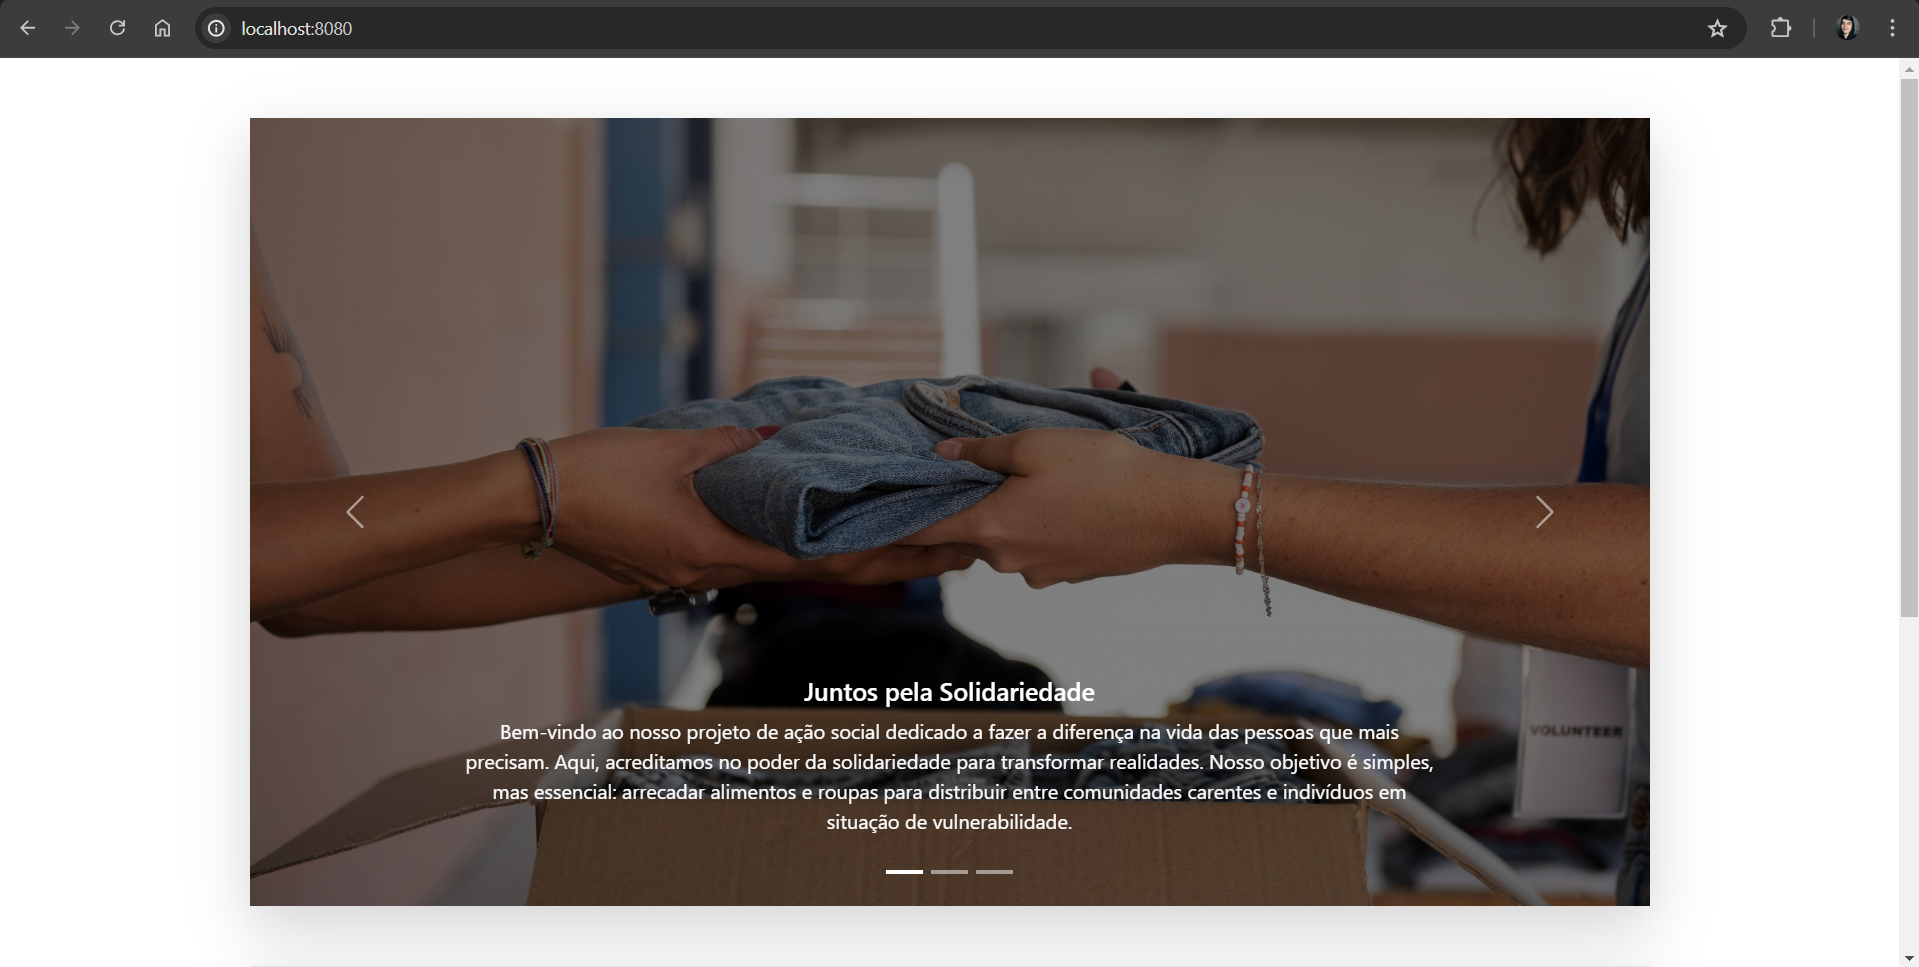 localhost:8080
VOLUNTEER
Juntos pela Solidariedade
Bem-vindo ao nosso projeto de ação social dedicado a fazer a diferença na vida das pessoas que mais
precisam. Aqui, acreditamos no poder da solidariedade para transformar realidades. Nosso objetivo é simples,
mas essencial: arrecadar alimentos e roupas para distribuir entre comunidades carentes e indivíduos em
situação de vulnerabilidade.